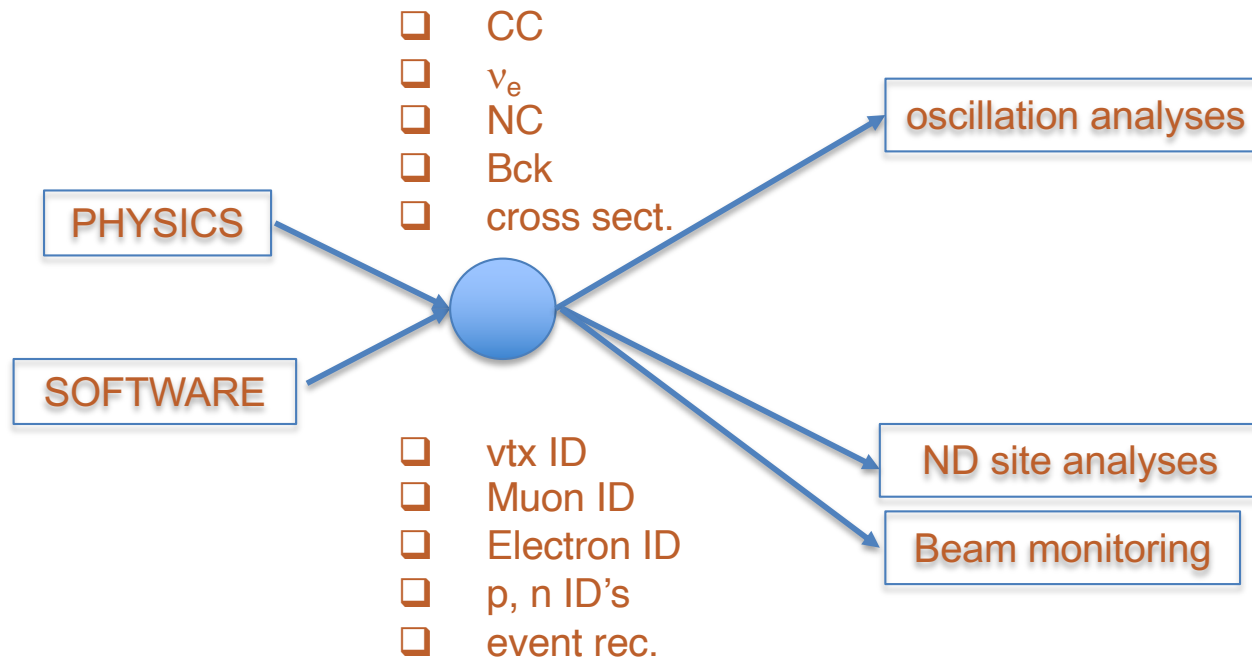 ❑ CC
❑ νe
❑ NC
❑ Bck
❑ cross sect.
PHYSICS
SOFTWARE
❑ vtx ID
❑ Muon ID
❑ Electron ID
❑ p, n ID’s
❑ event rec.
oscillation analyses
ND site analyses
Beam monitoring